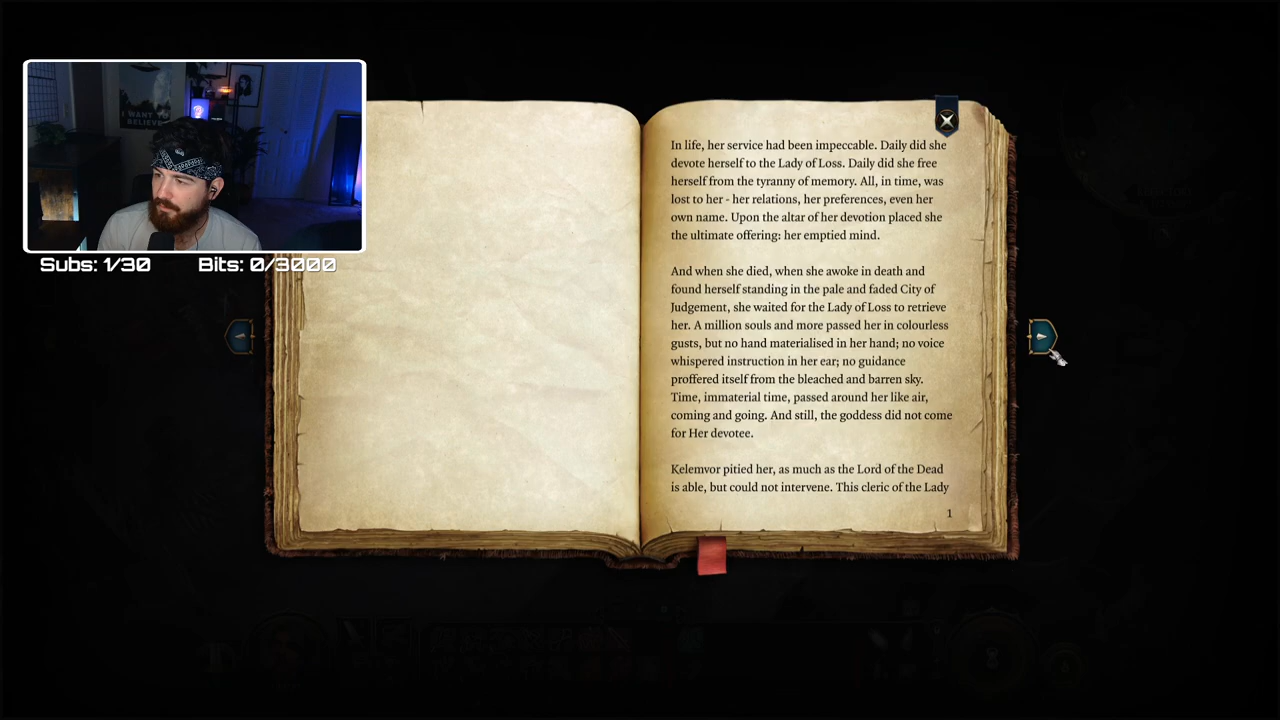 I WANT TO
BELIEVE
Subs: 1/30
Bits: 0/3000
In life, her service had been impeccable. Daily did she
devote herself to the Lady of Loss. Daily did she free
herself from the tyranny of memory. All, in time, was
lost to her - her relations, her preferences, even her
own name. Upon the altar of her devotion placed she
the ultimate offering: her emptied mind.
And when she died, when she awoke in death and
found herself standing in the pale and faded City of
Judgement, she waited for the Lady of Loss to retrieve
her. A million souls and more passed her in colourless
gusts, but no hand materialised in her hand; no voice
whispered instruction in her ear; no guidance
proffered itself from the bleached and barren sky.
Time, immaterial time, passed around her like air,
coming and going. And still, the goddess did not come
for Her devotee.
Kelemvor pitied her, as much as the Lord of the Dead
is able, but could not intervene. This cleric of the Lady
1